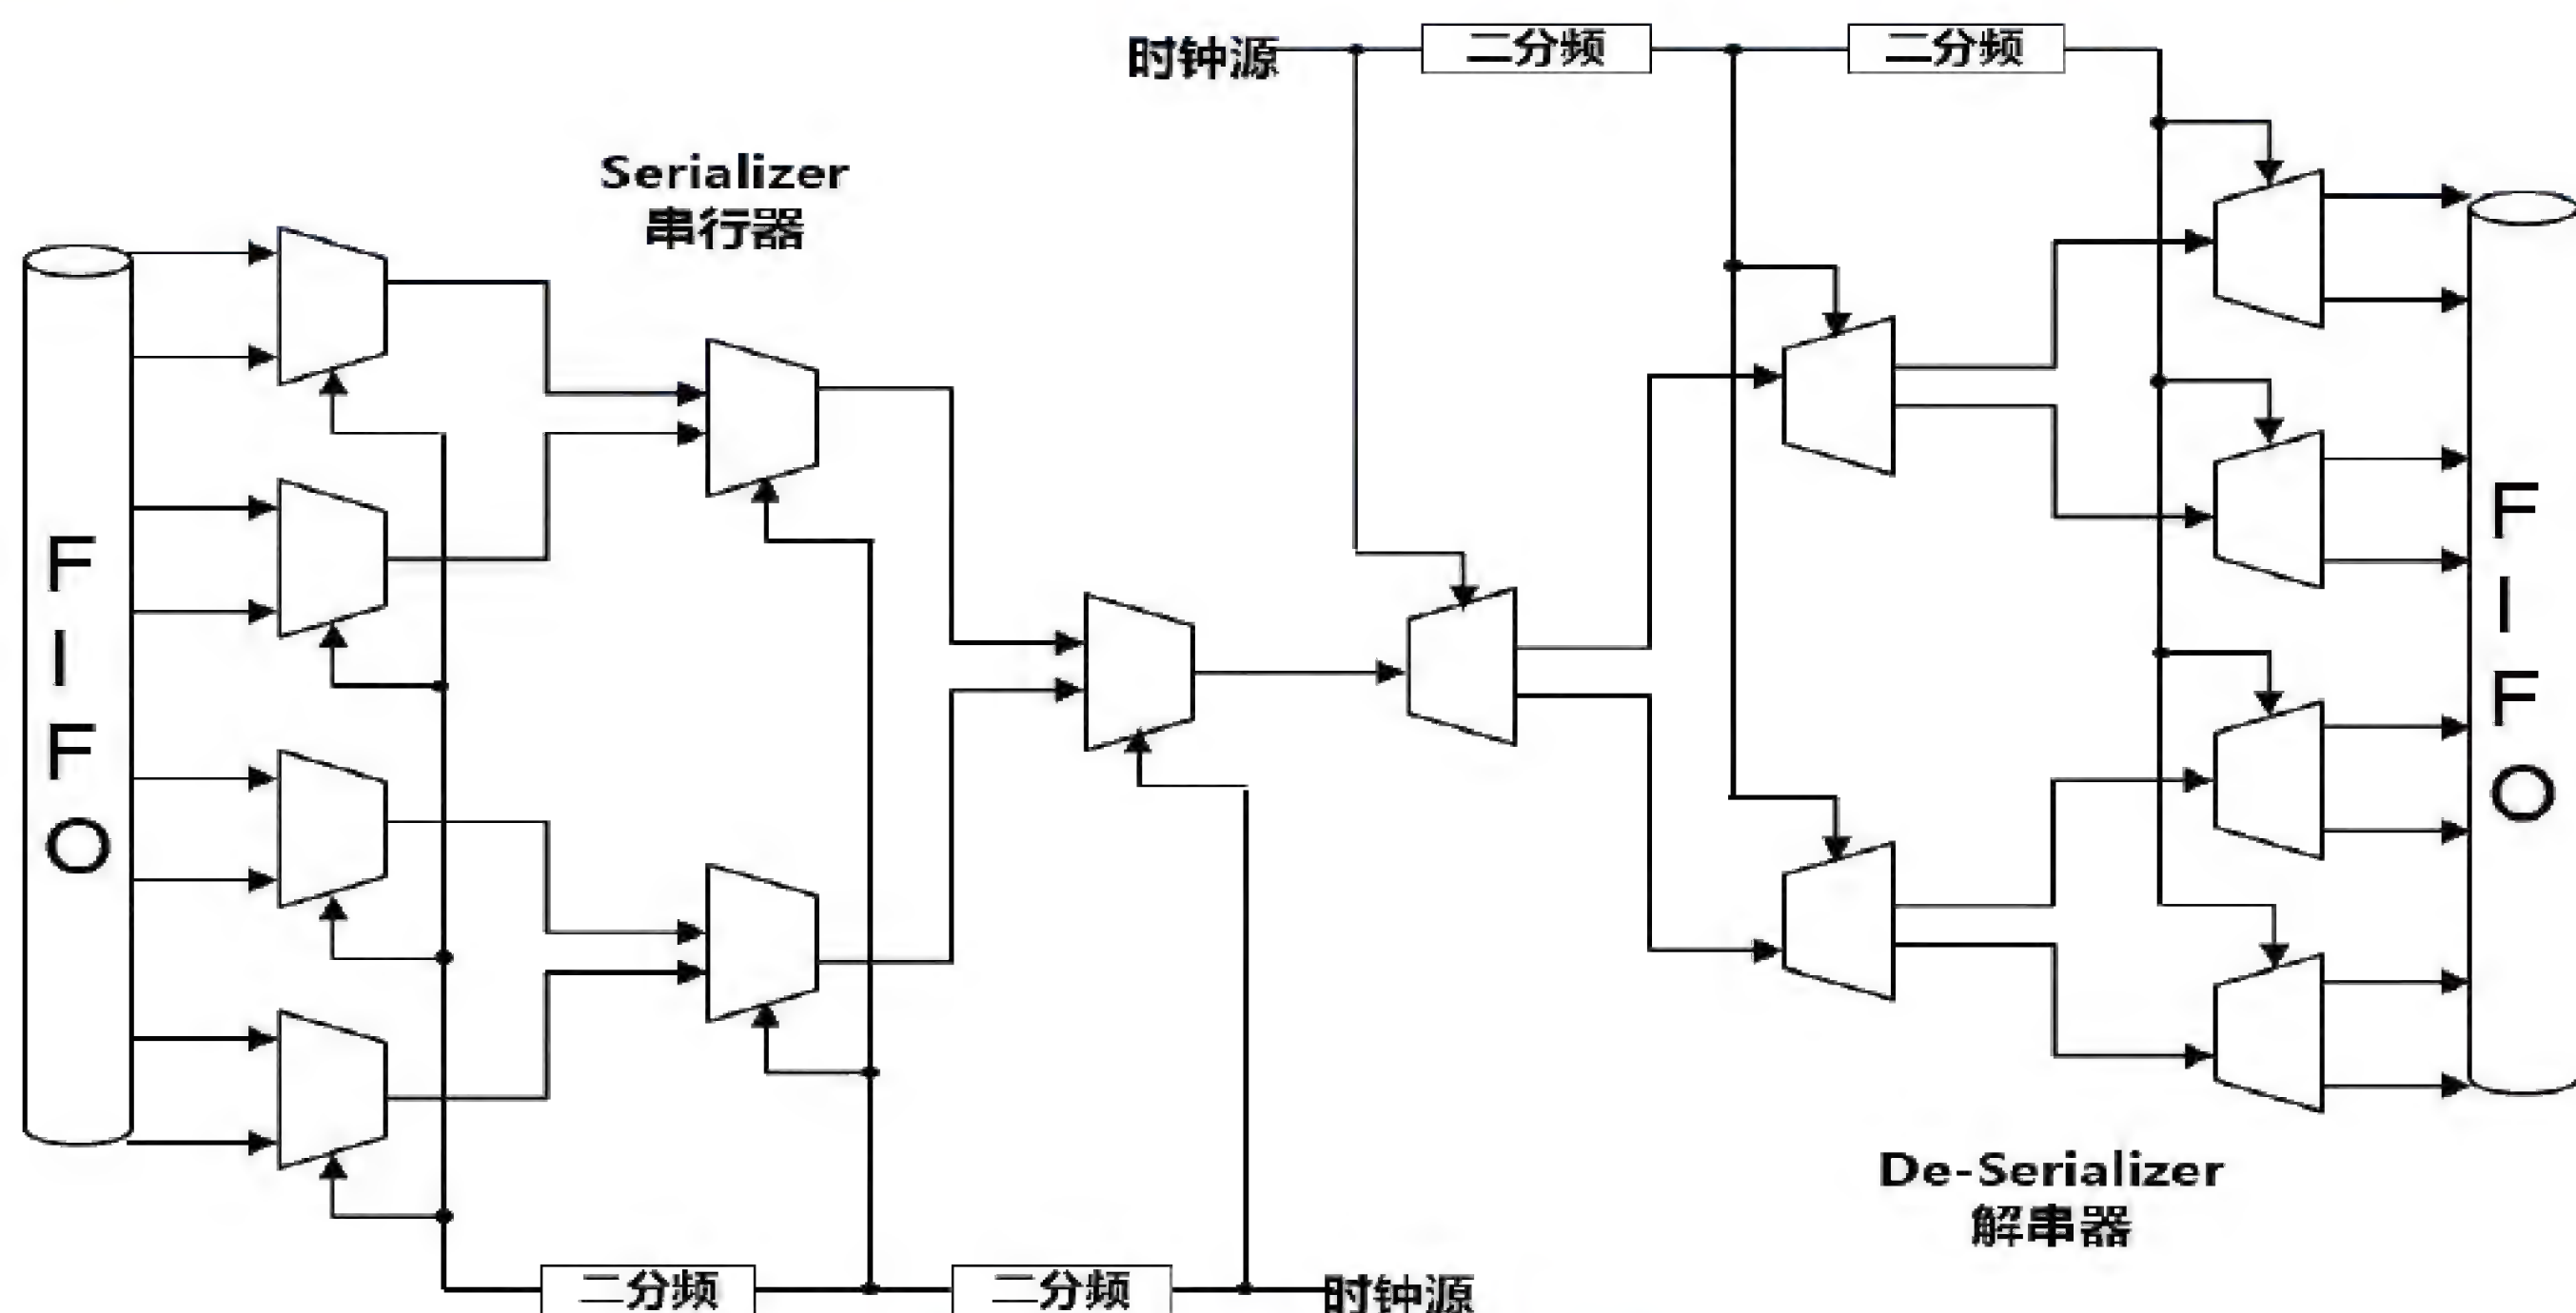 时钟源
二分频
二分频
Serializer
串行器
F
I
F
O
F
I
F
O
De-Serializer
解串器
二分频
二分频
时钟源